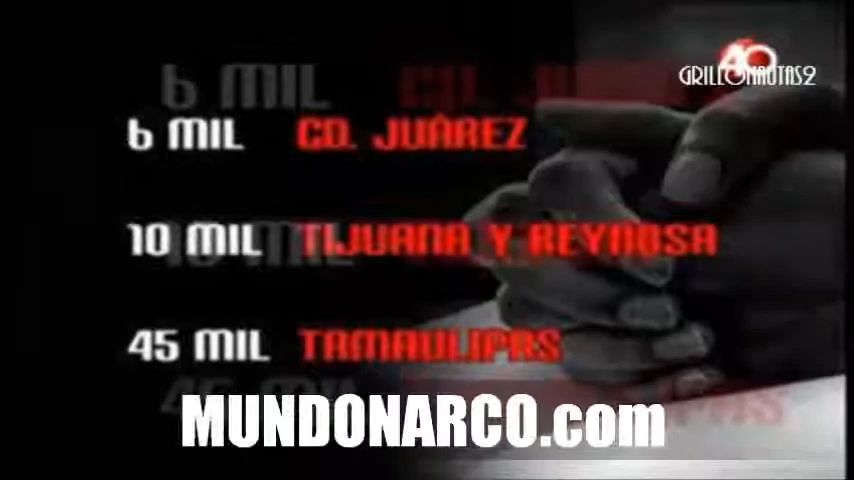 40
GRILLONAUTAS2
6 MIL CD. JUÁREZ
10 MIL TIJUANA Y REYNOSA
45 MIL TAMAULIPAS
MUNDONARCO.com